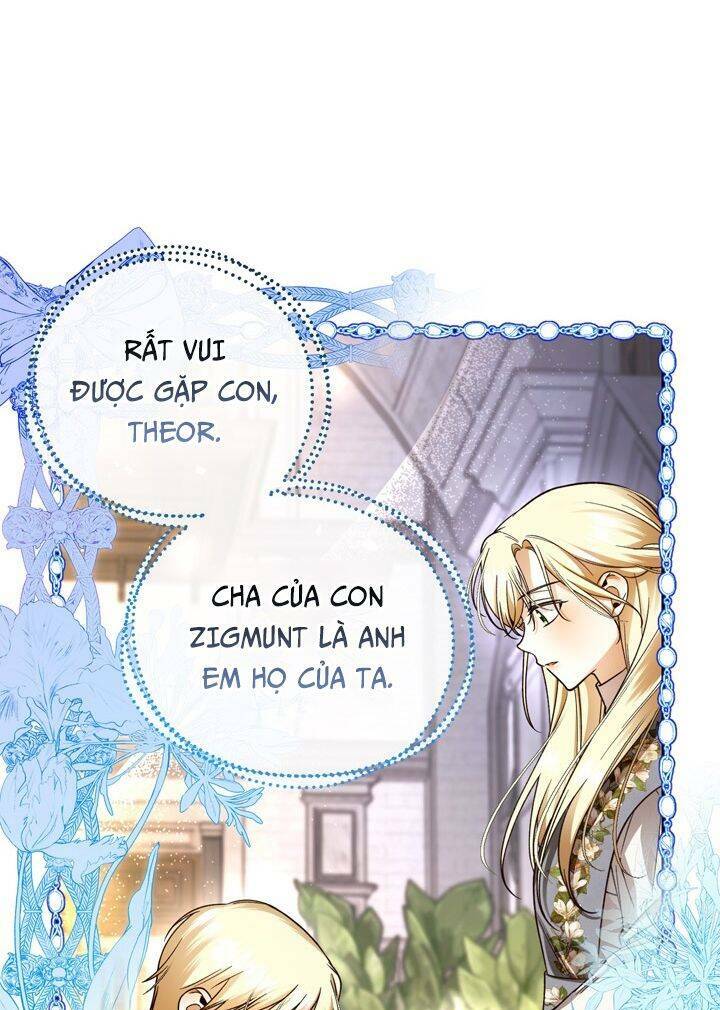 RẤT VUI
ĐƯỢC GẶP CON,
THEOR.
CHA CỦA CON
ZIGMUNT LÀ ANH
EM HỌ CỦA TA.